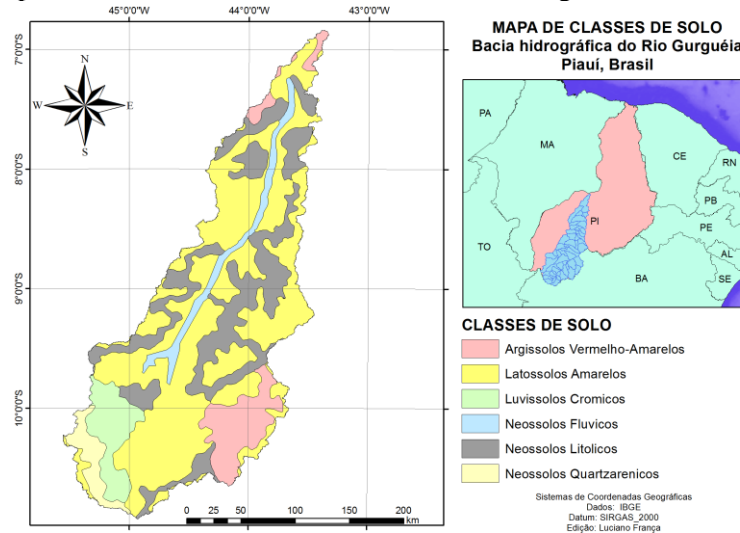 45°0'0"W
44°0'0"W
43°0'0"W
7°0'0"S
8°0'0"S
9°0'0"S
10°0'0"S
N
W
E
S
0 25 50 100 150 200
km
MAPA DE CLASSES DE SOLO
Bacia hidrográfica do Rio Gurguéia
Piauí, Brasil
PA
MA
CE
RN
PB
PI
PE
TO
AL
BA
SE
CLASSES DE SOLO
Argissolos Vermelho-Amarelos
Latossolos Amarelos
Luvissolos Cromicos
Neossolos Fluvicos
Neossolos Litolicos
Neossolos Quartzarenicos
Sistemas de Coordenadas Geográficas
Dados: IBGE
Datum: SIRGAS_2000
Edição: Luciano França